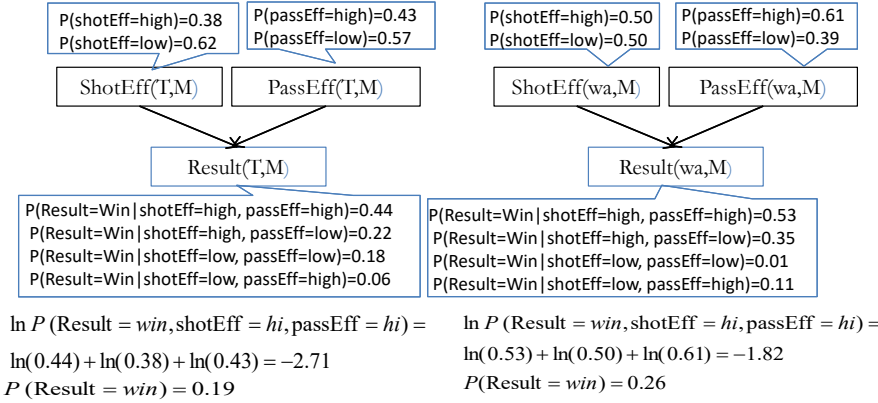 P(shotEff=high)=0.38
P(shotEff=low)=0.62
P(passEff=high)=0.43
P(passEff=low)=0.57
ShotEff(T,M)
PassEff(T,M)
Result(T,M)
P(Result=Win|shotEff=high, passEff=high)=0.44
P(Result=Win|shotEff=high, passEff=low)=0.22
P(Result=Win|shotEff=low, passEff=low)=0.18
P(Result=Win|shotEff=low, passEff=high)=0.06
ln P (Result = win, shotEff = hi, passEff = hi) =
ln(0.44) + ln(0.38) + ln(0.43) = −2.71
P (Result = win) = 0.19
P(shotEff=high)=0.50
P(shotEff=low)=0.50
P(passEff=high)=0.61
P(passEff=low)=0.39
ShotEff(wa,M)
PassEff(wa,M)
Result(wa,M)
P(Result=Win|shotEff=high, passEff=high)=0.53
P(Result=Win|shotEff=high, passEff=low)=0.35
P(Result=Win|shotEff=low, passEff=low)=0.01
P(Result=Win|shotEff=low, passEff=high)=0.11
ln P (Result = win, shotEff = hi, passEff = hi) =
ln(0.53) + ln(0.50) + ln(0.61) = −1.82
P(Result = win) = 0.26